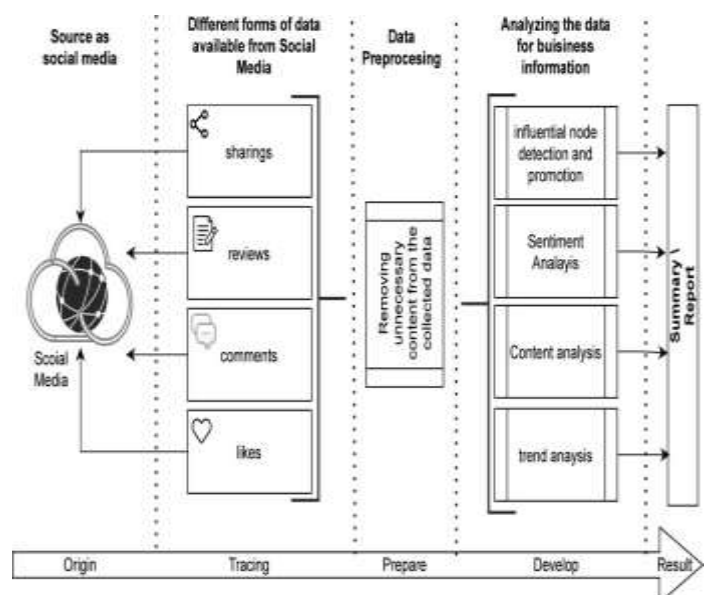 Source as
social media
Different forms of data
available from Social
Media
Data
Preprocesing
Analyzing the data
for buisiness
information
sharings
reviews
comments
likes
Scoial
Media
Removing
unnecessary
content from the
collected data
influential node
detection and
promotion
Sentiment
Analayis
Content analysis
trend anaysis
Summary
Report
Origin
Tracing
Prepare
Develop
Result